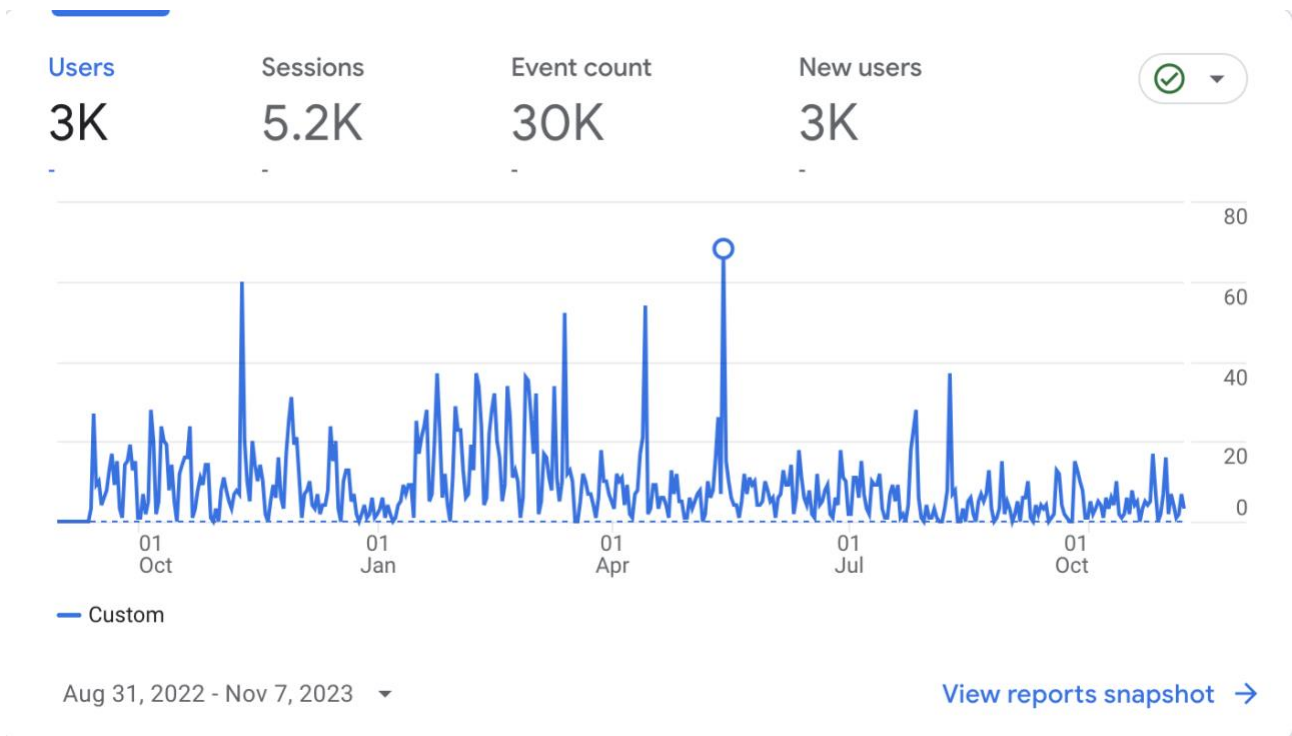 Users Sessions Event count New users
3K 5.2K 30K 3K
- - - -
80
60
40
20
0
01 01 01 01 01
Oct Jan Apr Jul Oct
Custom
Aug 31, 2022 - Nov 7, 2023
View reports snapshot →